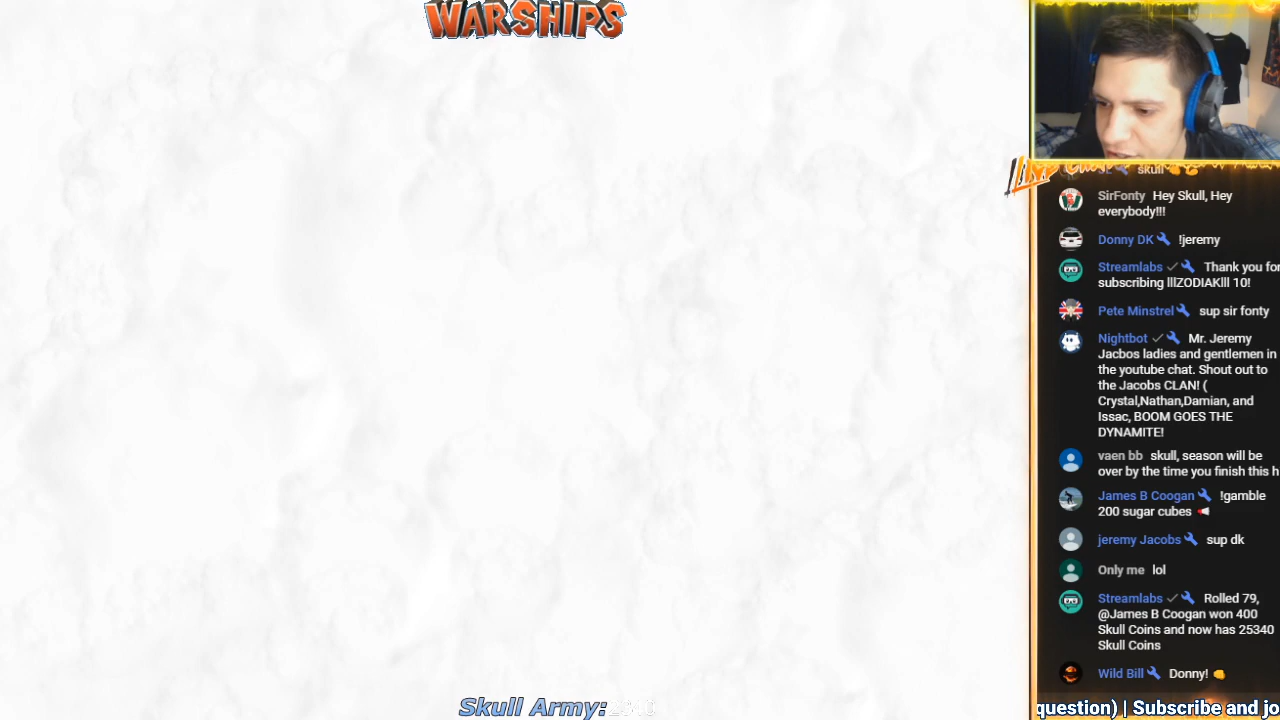 WARSHIPS
skull
SirFonty Hey Skull, Hey
everybody!!!
Donny DK !jeremy
Streamlabs Thank you for
subscribing lllZODIAKlll 10!
Pete Minstrel sup sir fonty
Nightbot Mr. Jeremy
Jacbos ladies and gentlemen in
the youtube chat. Shout out to
the Jacobs CLAN! (
Crystal,Nathan,Damian, and
Issac, BOOM GOES THE
DYNAMITE!
vaen bb skull, season will be
over by the time you finish this h
James B Coogan !gamble
200 sugar cubes
jeremy Jacobs sup dk
Only me lol
Streamlabs Rolled 79,
@James B Coogan won 400
Skull Coins and now has 25340
Skull Coins
Wild Bill Donny!
Skull Army:
question) | Subscribe and jo